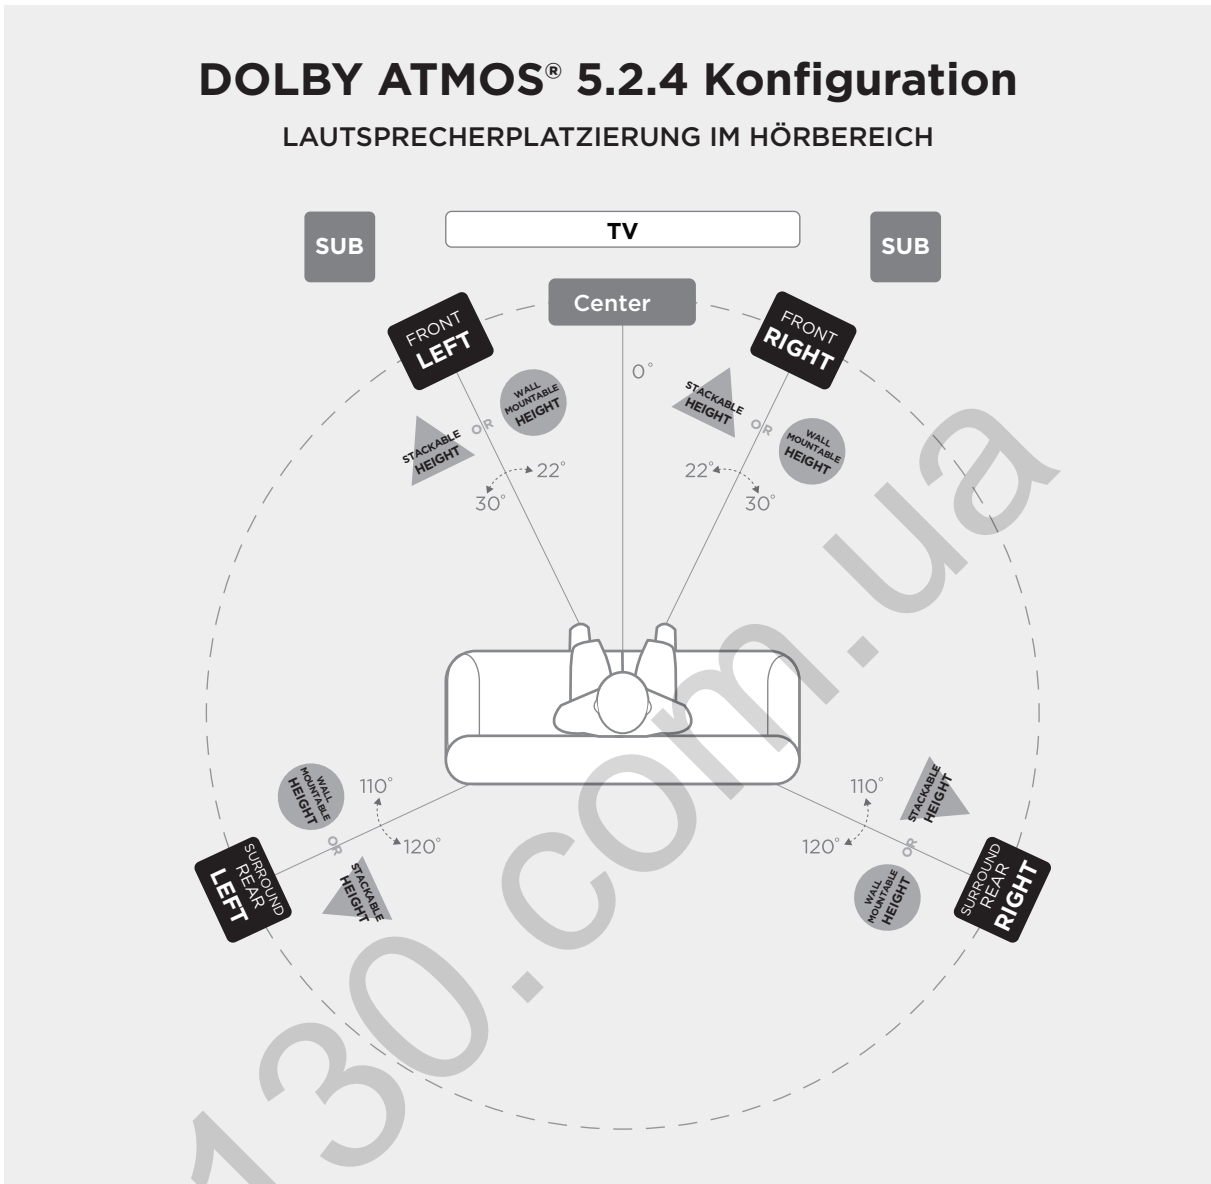 DOLBY ATMOS® 5.2.4 Konfiguration
LAUTSPRECHERPLATZIERUNG IM HÖRBEREICH
SUB
TV
SUB
Center
FRONT
LEFT
FRONT
RIGHT
0°
WALL
MOUNTABLE
HEIGHT
OR
STACKABLE
HEIGHT
STACKABLE
HEIGHT
OR
WALL
MOUNTABLE
HEIGHT
22°
30°
22°
30°
WALL
MOUNTABLE
HEIGHT
OR
STACKABLE
HEIGHT
110°
120°
110°
120°
STACKABLE
HEIGHT
OR
WALL
MOUNTABLE
HEIGHT
SURROUND
REAR
LEFT
SURROUND
REAR
RIGHT
130.com.ua